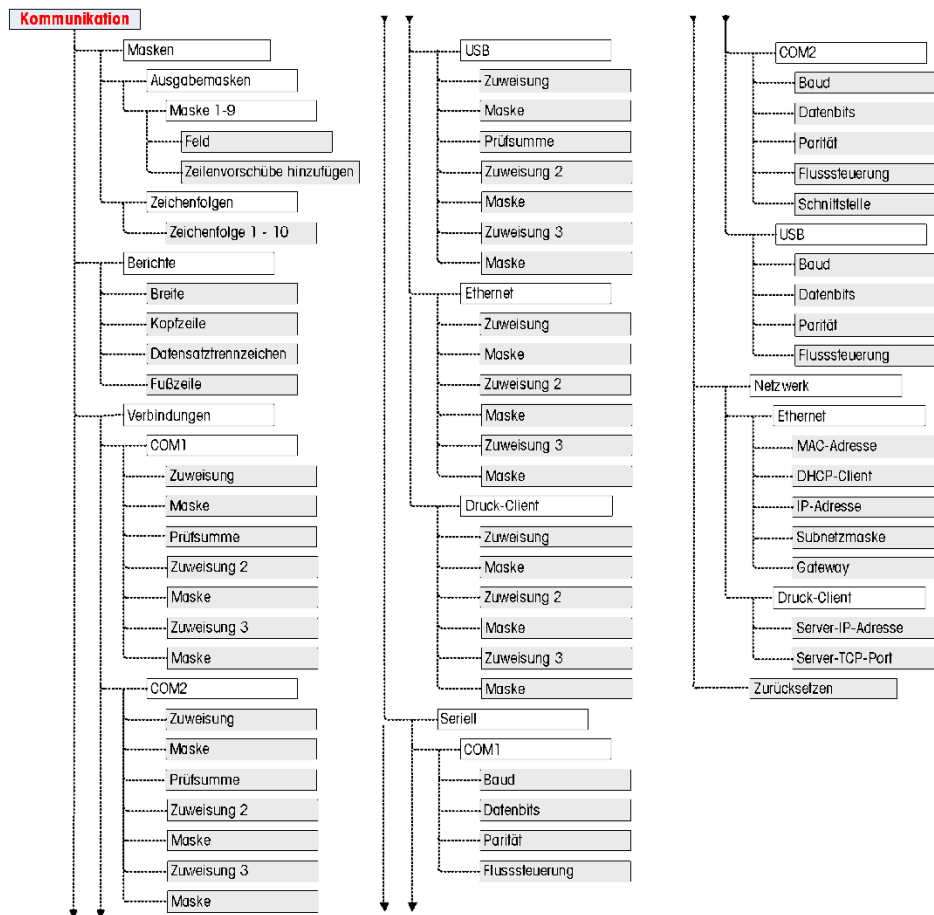 Kommunikation
Masken
Ausgabemasken
Maske 1-9
Feld
Zeilenvorschübe hinzufügen
Zeichenfolgen
Zeichenfolge 1 - 10
Berichte
Breite
Kopfzeile
Datensatztrennzeichen
Fußzeile
Verbindungen
COM1
Zuweisung
Maske
Prüfsumme
Zuweisung 2
Maske
Zuweisung 3
Maske
COM2
Zuweisung
Maske
Prüfsumme
Zuweisung 2
Maske
Zuweisung 3
Maske
USB
Zuweisung
Maske
Prüfsumme
Zuweisung 2
Maske
Zuweisung 3
Maske
Ethernet
Zuweisung
Maske
Zuweisung 2
Maske
Zuweisung 3
Maske
Druck-Client
Zuweisung
Maske
Zuweisung 2
Maske
Zuweisung 3
Maske
Seriell
COM1
Baud
Datenbits
Parität
Flusssteuerung
COM2
Baud
Datenbits
Parität
Flusssteuerung
Schnittstelle
USB
Baud
Datenbits
Parität
Flusssteuerung
Netzwerk
Ethernet
MAC-Adresse
DHCP-Client
IP-Adresse
Subnetzmaske
Gateway
Druck-Client
Server-IP-Adresse
Server-TCP-Port
Zurücksetzen